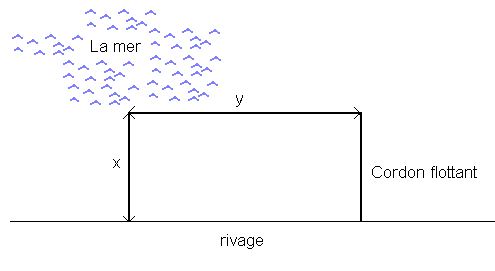 La mer
y
x
Cordon flottant
rivage